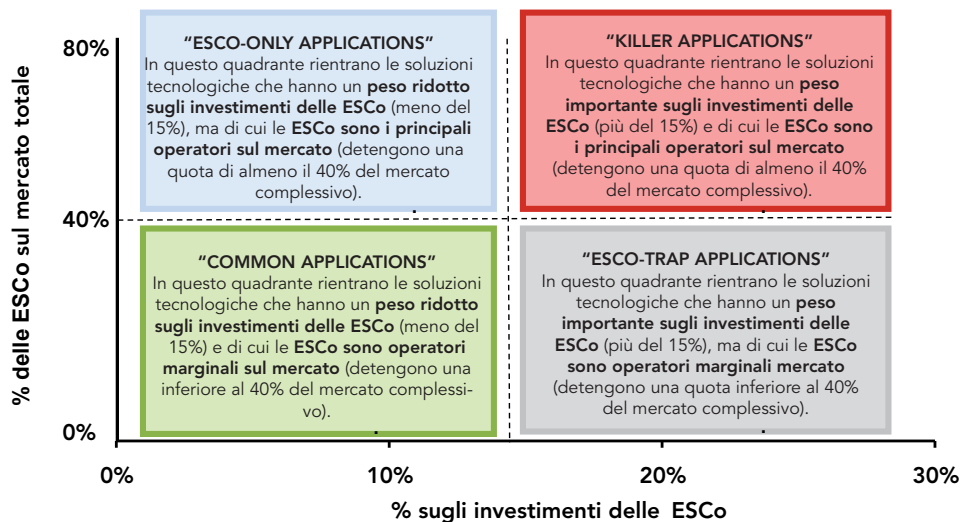 80%
% delle ESCo sul mercato totale
"ESCO-ONLY APPLICATIONS"
In questo quadrante rientrano le soluzioni
tecnologiche che hanno un peso ridotto
sugli investimenti delle ESCo (meno del
15%), ma di cui le ESCo sono i principali
operatori sul mercato (detengono una
quota di almeno il 40% del mercato
complessivo).
"KILLER APPLICATIONS"
In questo quadrante rientrano le soluzioni
tecnologiche che hanno un peso
importante sugli investimenti delle
ESCo (più del 15%) e di cui le ESCo sono
i principali operatori sul mercato
(detengono una quota di almeno il 40%
del mercato complessivo).
40%
"COMMON APPLICATIONS"
In questo quadrante rientrano le soluzioni
tecnologiche che hanno un peso ridotto
sugli investimenti delle ESCo (meno del
15%) e di cui le ESCo sono operatori
marginali sul mercato (detengono una
inferiore al 40% del mercato complessi-
vo).
"ESCO-TRAP APPLICATIONS"
In questo quadrante rientrano le soluzioni
tecnologiche che hanno un peso
importante sugli investimenti delle
ESCo (più del 15%), ma di cui le ESCo
sono operatori marginali mercato
(detengono una quota inferiore al 40%
del mercato complessivo).
0%
0%
10%
20%
30%
% sugli investimenti delle ESCo